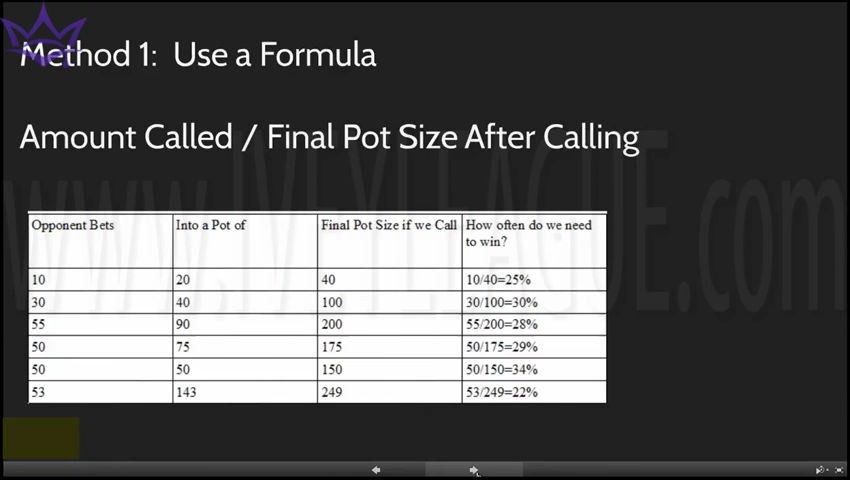 Method 1: Use a Formula
Amount Called / Final Pot Size After Calling
www.IVEYLEAGUE.com
Opponent Bets Into a Pot of Final Pot Size if we Call How often do we need
to win?
10 20 40 10/40=25%
30 40 100 30/100=30%
55 90 200 55/200=28%
50 75 175 50/175=29%
50 50 150 50/150=34%
53 143 249 53/249=22%